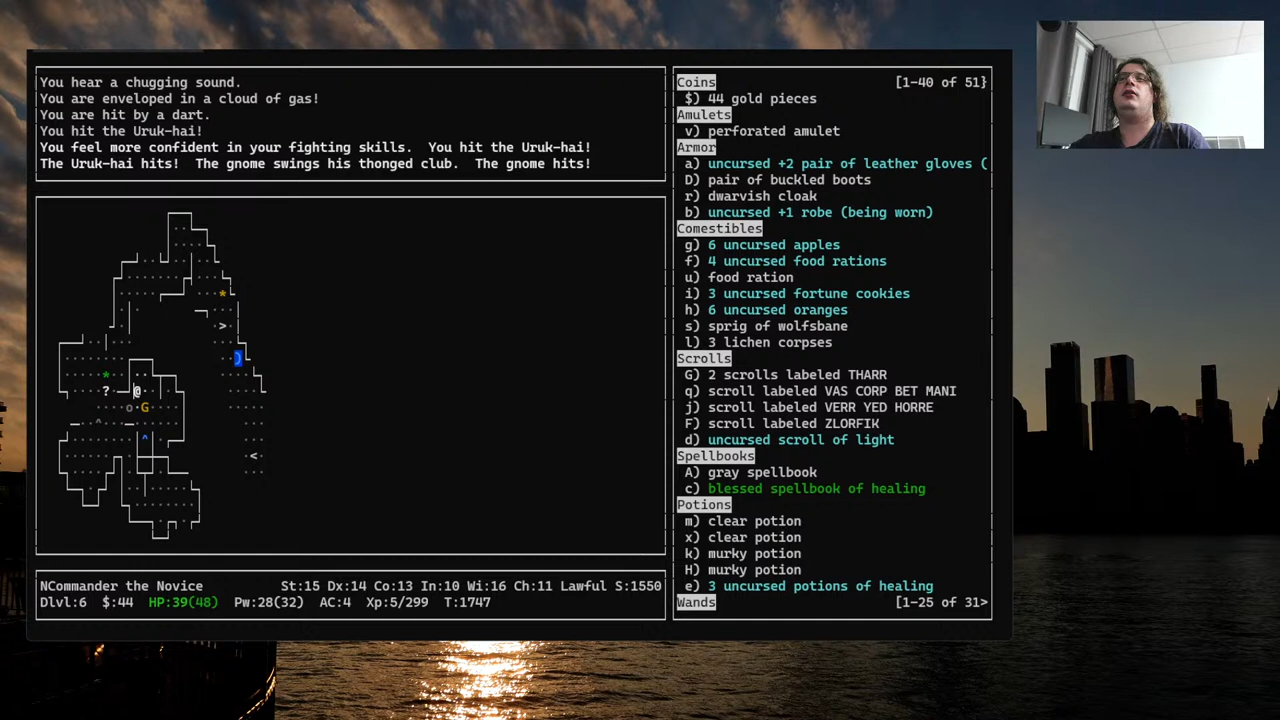 You hear a chugging sound.
You are enveloped in a cloud of gas!
You are hit by a dart.
You hit the Uruk-hai!
You feel more confident in your fighting skills.  You hit the Uruk-hai!
The Uruk-hai hits!  The gnome swings his thonged club.  The gnome hits!
*
>
)
*
? @
o G
^
^
<
NCommander the Novice St:15 Dx:14 Co:13 In:10 Wi:16 Ch:11 Lawful S:1550
Dlvl:6 $:44 HP:39(48) Pw:28(32) AC:4 Xp:5/299 T:1747
Coins [1-40 of 51}
$) 44 gold pieces
Amulets
v) perforated amulet
Armor
a) uncursed +2 pair of leather gloves (
D) pair of buckled boots
r) dwarvish cloak
b) uncursed +1 robe (being worn)
Comestibles
g) 6 uncursed apples
f) 4 uncursed food rations
u) food ration
i) 3 uncursed fortune cookies
h) 6 uncursed oranges
s) sprig of wolfsbane
l) 3 lichen corpses
Scrolls
G) 2 scrolls labeled THARR
q) scroll labeled VAS CORP BET MANI
j) scroll labeled VERR YED HORRE
F) scroll labeled ZLORFIK
d) uncursed scroll of light
Spellbooks
A) gray spellbook
c) blessed spellbook of healing
Potions
m) clear potion
x) clear potion
k) murky potion
H) murky potion
e) 3 uncursed potions of healing
Wands [1-25 of 31>